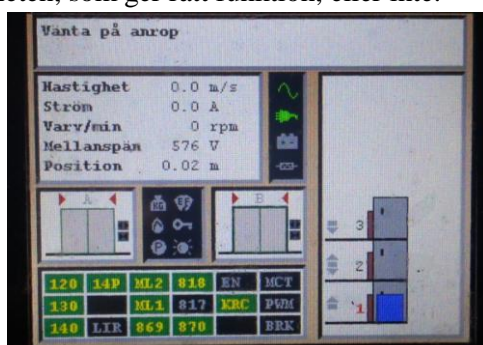 neten, som ger rätt funktion, eller inte.
Vänta på anrop
Hastighet 0.0 m/s
Ström 0.0 A
Varv/min 0 rpm
Mellanspän 576 V
Position 0.02 m
A
B
KG
P
3
2
1
120 14P ML2 818 EN MCT
130 ML1 817 KRC PWM
140 LIR 869 870 BRK